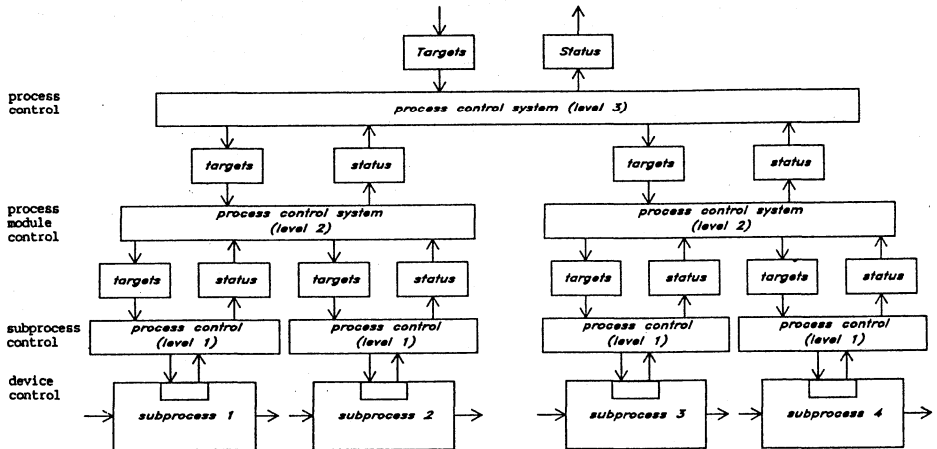 Targets
Status
process
control
process control system (level 3)
targets
status
targets
status
process
module
control
process control system
(level 2)
process control system
(level 2)
targets
status
targets
status
targets
status
targets
status
subprocess
control
process control
(level 1)
process control
(level 1)
process control
(level 1)
process control
(level 1)
device
control
subprocess 1
subprocess 2
subprocess 3
subprocess 4